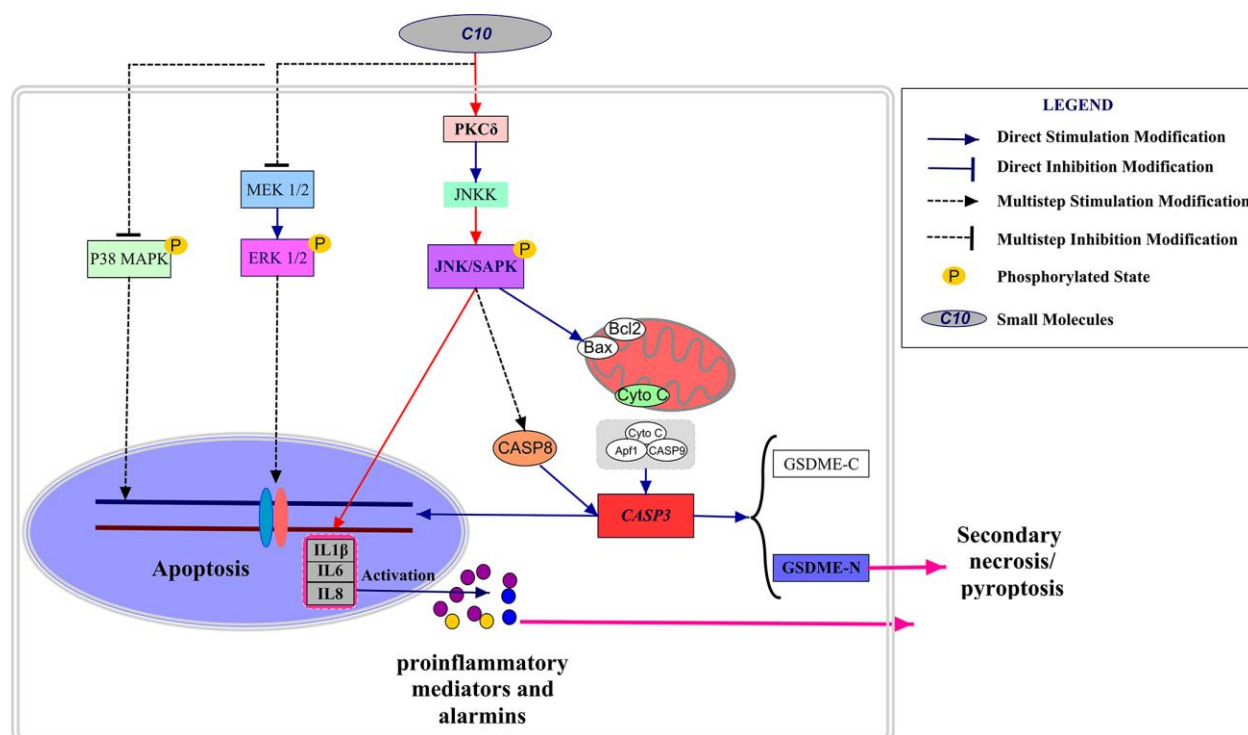 C10
PKCδ
JNKK
MEK 1/2
P
P38 MAPK
P
ERK 1/2
P
JNK/SAPK
Bcl2
Bax
Cyto C
CASP8
Cyto C
Apf1
CASP9
CASP3
GSDME-C
GSDME-N
Secondary
necrosis/
pyroptosis
Apoptosis
IL1β
IL6
IL8
Activation
proinflammatory
mediators and
alarmins
LEGEND
Direct Stimulation Modification
Direct Inhibition Modification
Multistep Stimulation Modification
Multistep Inhibition Modification
P Phosphorylated State
C10 Small Molecules